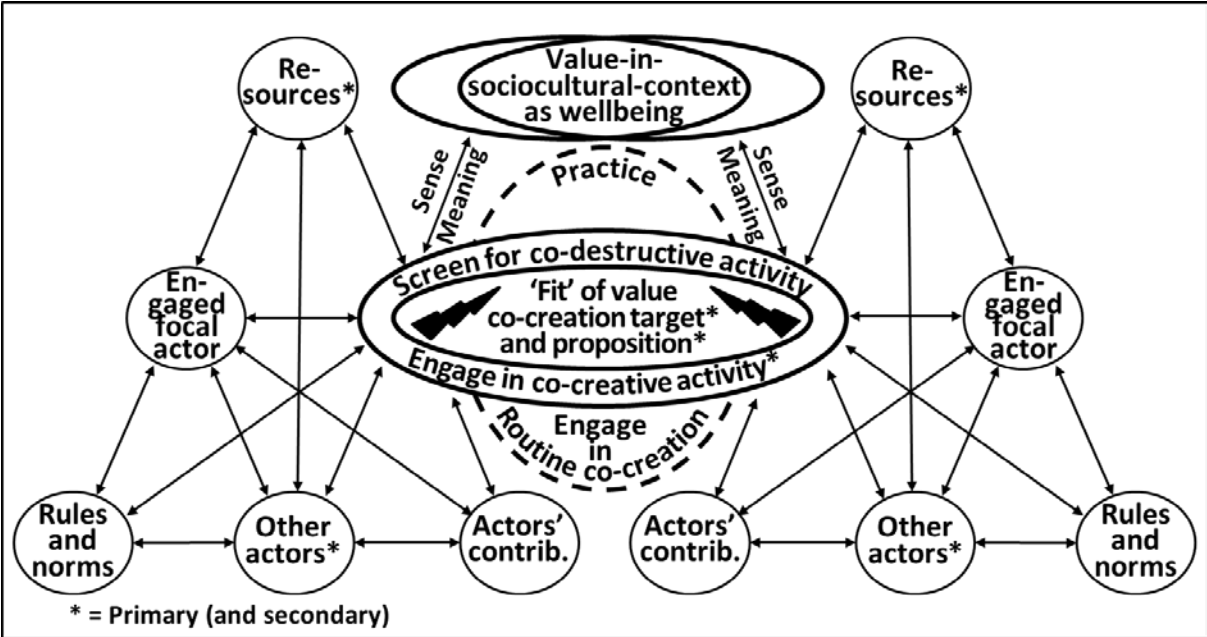 Re-
sources*
Value-in-
sociocultural-context
as wellbeing
Re-
sources*
Sense
Meaning
Practice
Sense
Meaning
Screen for co-destructive activity
En-
gaged
focal
actor
'Fit' of value
co-creation target*
and proposition*
En-
gaged
focal
actor
Engage in co-creative activity*
Engage
in
Routine co-creation
Rules
and
norms
Other
actors*
Actors'
contrib.
Actors'
contrib.
Other
actors*
Rules
and
norms
* = Primary (and secondary)